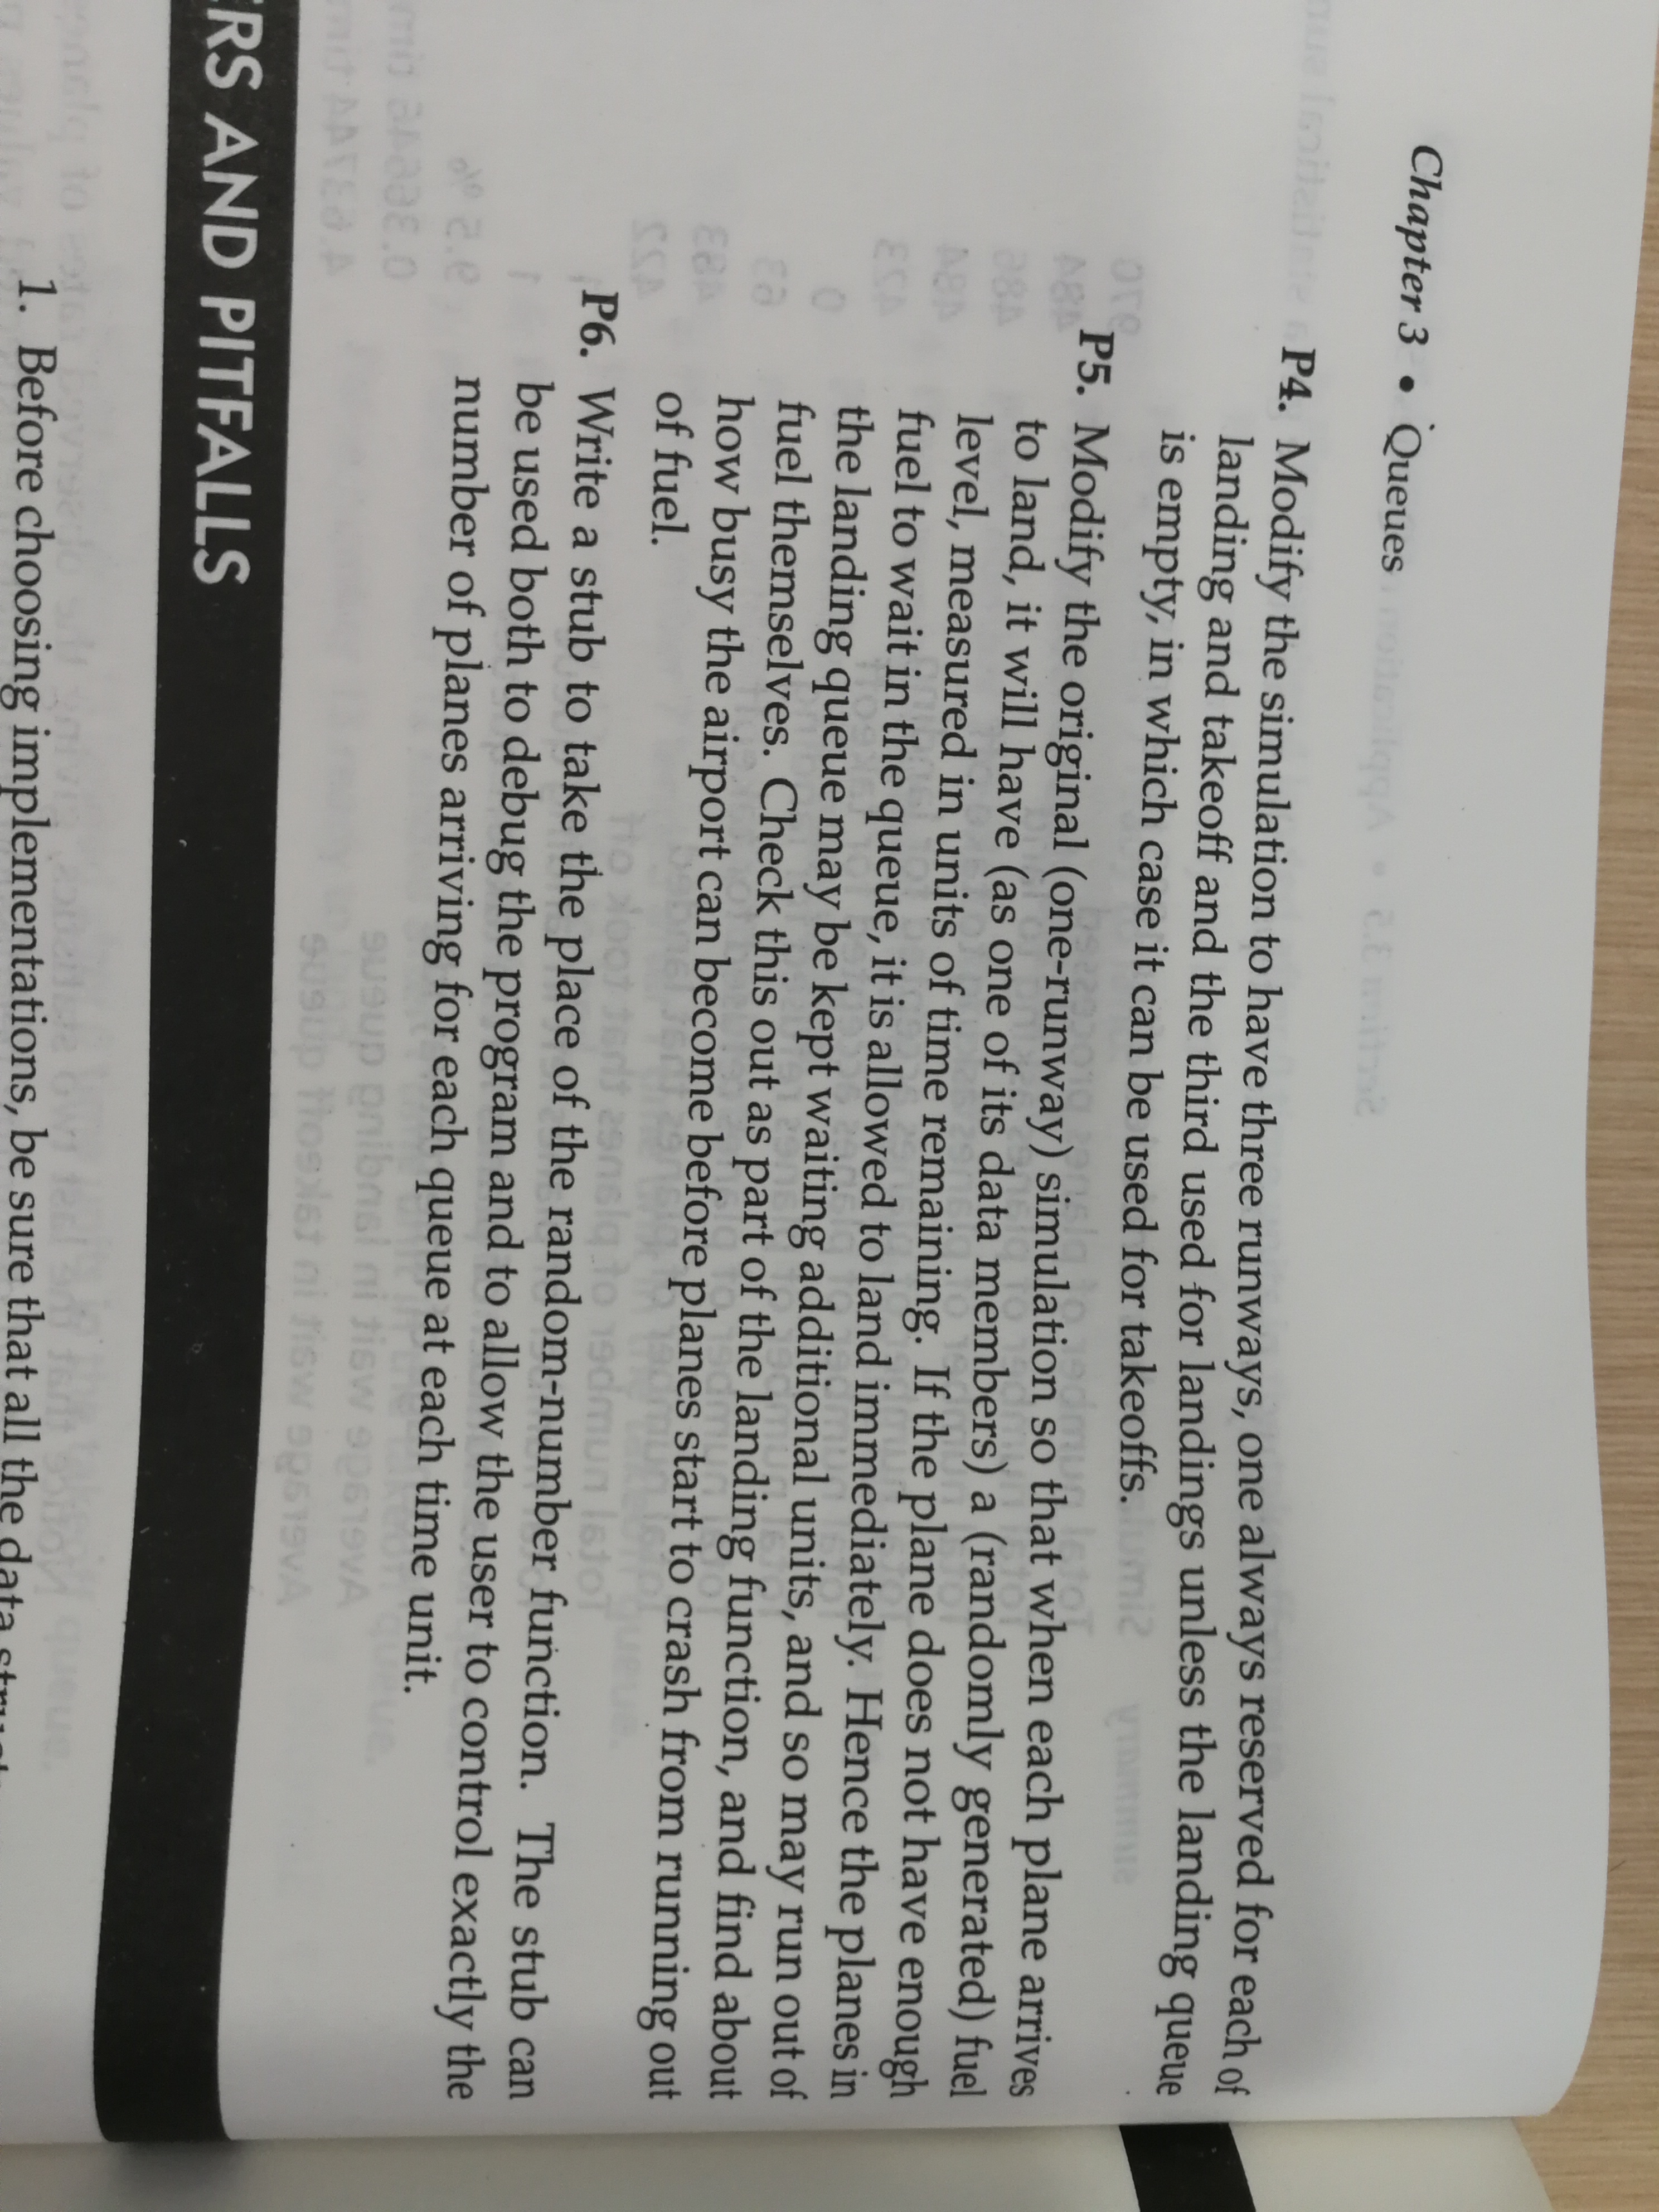 Chapter 3 • Queues
P4. Modify the simulation to have three runways, one always reserved for each of
landing and takeoff and the third used for landings unless the landing queue
is empty, in which case it can be used for takeoffs.
P5. Modify the original (one-runway) simulation so that when each plane arrives
to land, it will have (as one of its data members) a (randomly generated) fuel
level, measured in units of time remaining. If the plane does not have enough
fuel to wait in the queue, it is allowed to land immediately. Hence the planes in
the landing queue may be kept waiting additional units, and so may run out of
fuel themselves. Check this out as part of the landing function, and find about
how busy the airport can become before planes start to crash from running out
of fuel.
P6. Write a stub to take the place of the random-number function. The stub can
be used both to debug the program and to allow the user to control exactly the
number of planes arriving for each queue at each time unit.
ERS AND PITFALLS
1. Before choosing implementations, be sure that all the data